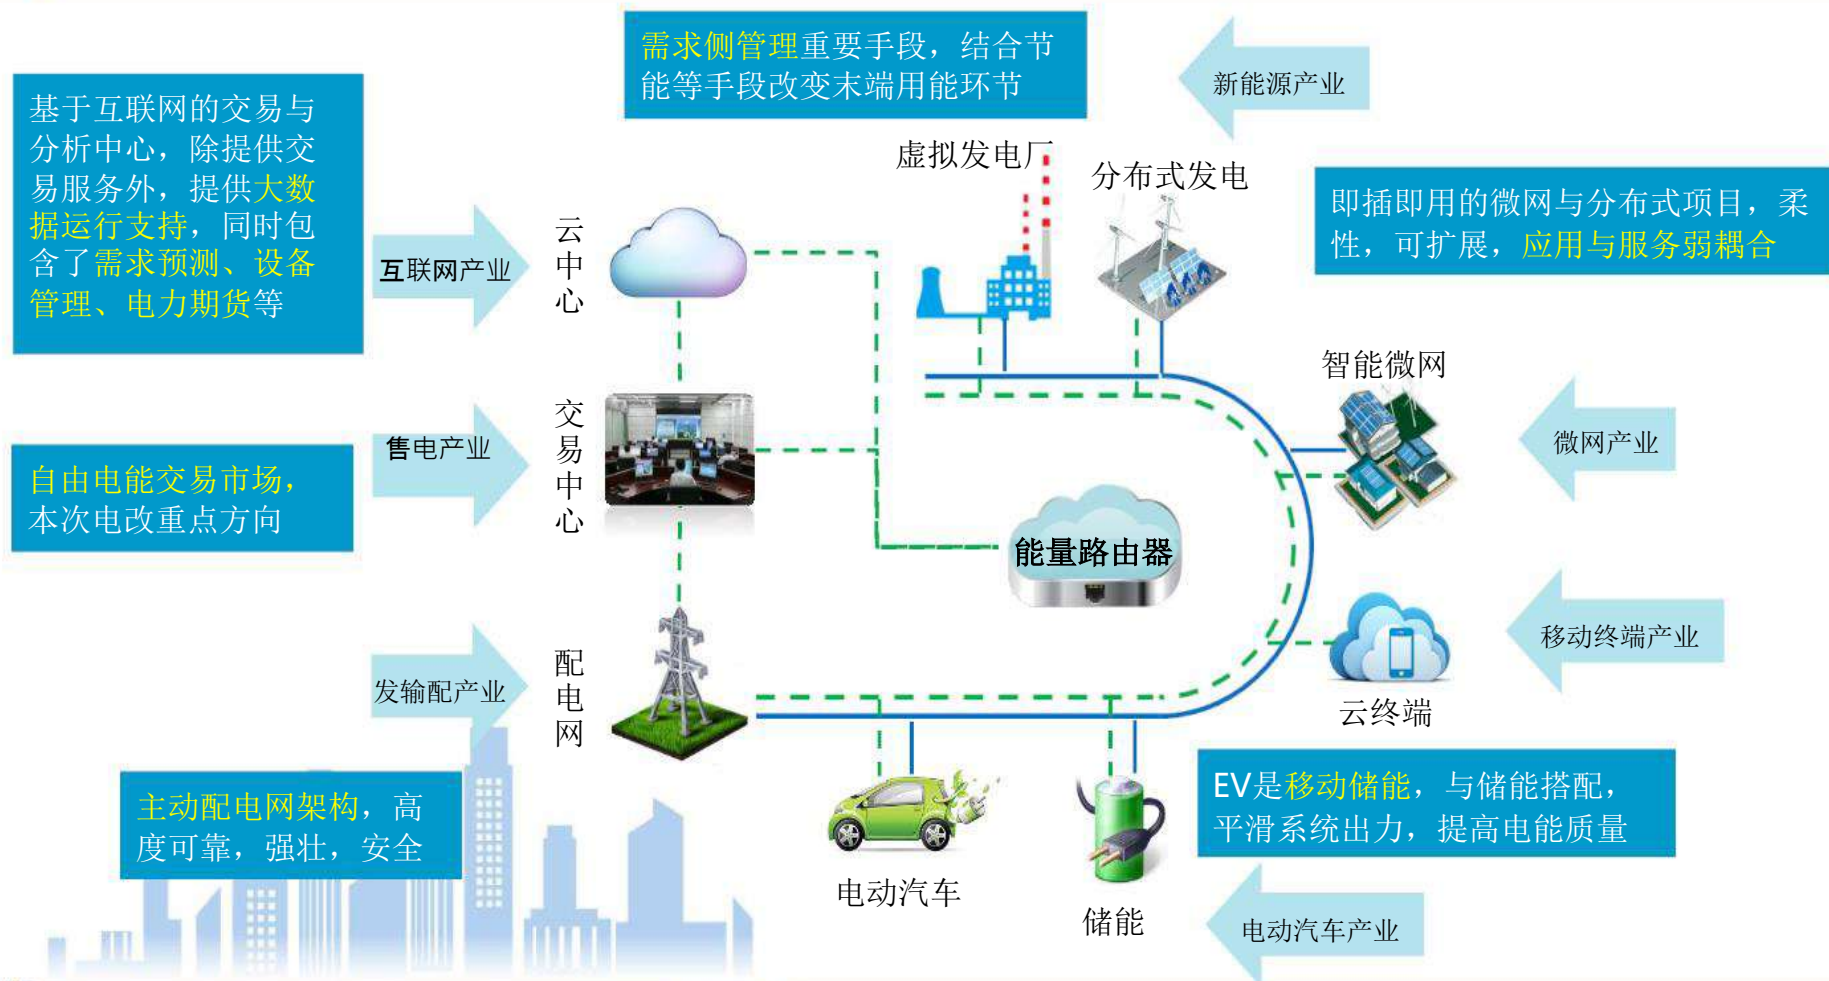 需求侧管理重要手段，结合节
能等手段改变末端用能环节
新能源产业
基于互联网的交易与
分析中心，除提供交
易服务外，提供大数
据运行支持，同时包
含了需求预测、设备
管理、电力期货等
互联网产业
云中心
虚拟发电厂
分布式发电
即插即用的微网与分布式项目，柔
性，可扩展，应用与服务弱耦合
智能微网
微网产业
自由电能交易市场，
本次电改重点方向
售电产业
交易中心
能量路由器
移动终端产业
云终端
发输配产业
配电网
主动配电网架构，高
度可靠，强壮，安全
电动汽车
储能
EV是移动储能，与储能搭配，
平滑系统出力，提高电能质量
电动汽车产业